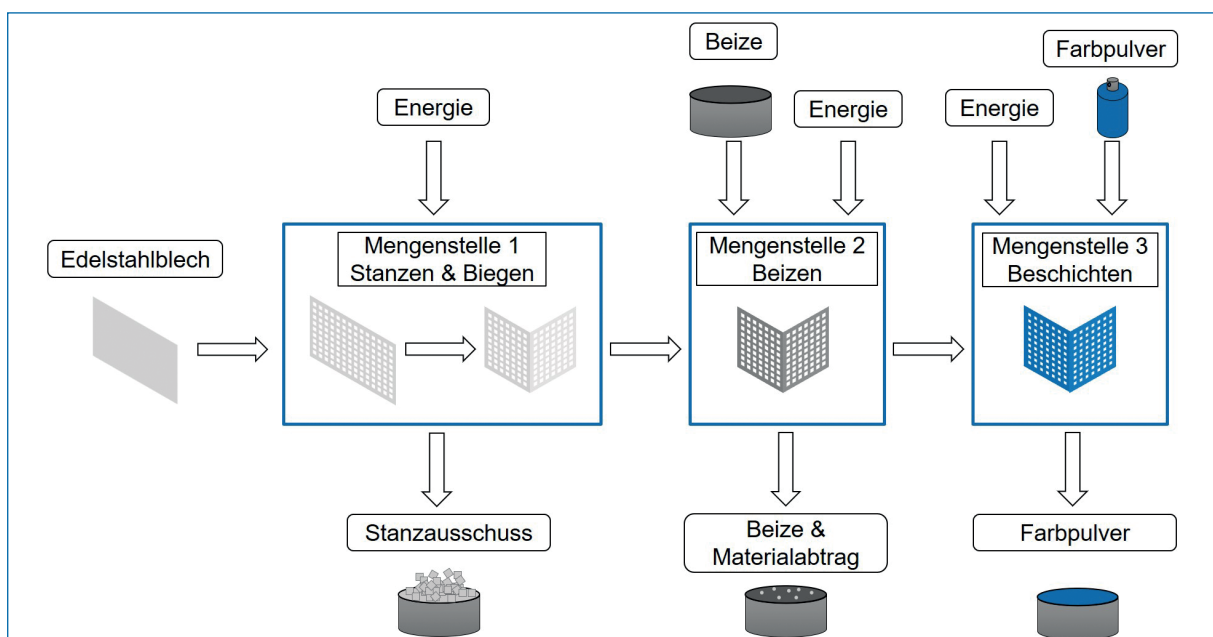 Beize
Farbpulver
Energie
Energie
Energie
Edelstahlblech
Mengenstelle 1
Stanzen & Biegen
Mengenstelle 2
Beizen
Mengenstelle 3
Beschichten
Stanzausschuss
Beize &
Materialabtrag
Farbpulver